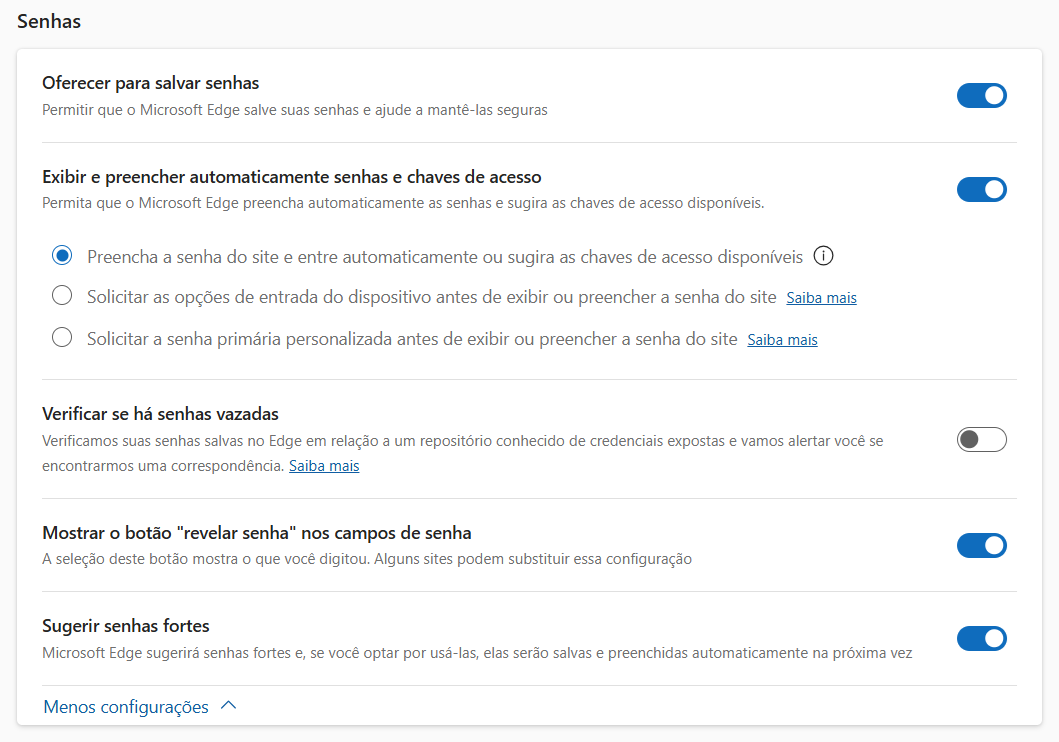 Senhas
Oferecer para salvar senhas
Permitir que o Microsoft Edge salve suas senhas e ajude a mantê-las seguras
Exibir e preencher automaticamente senhas e chaves de acesso
Permita que o Microsoft Edge preencha automaticamente as senhas e sugira as chaves de acesso disponíveis.
Preencha a senha do site e entre automaticamente ou sugira as chaves de acesso disponíveis
Solicitar as opções de entrada do dispositivo antes de exibir ou preencher a senha do site Saiba mais
Solicitar a senha primária personalizada antes de exibir ou preencher a senha do site Saiba mais
Verificar se há senhas vazadas
Verificamos suas senhas salvas no Edge em relação a um repositório conhecido de credenciais expostas e vamos alertar você se
encontrarmos uma correspondência. Saiba mais
Mostrar o botão "revelar senha" nos campos de senha
A seleção deste botão mostra o que você digitou. Alguns sites podem substituir essa configuração
Sugerir senhas fortes
Microsoft Edge sugerirá senhas fortes e, se você optar por usá-las, elas serão salvas e preenchidas automaticamente na próxima vez
Menos configurações